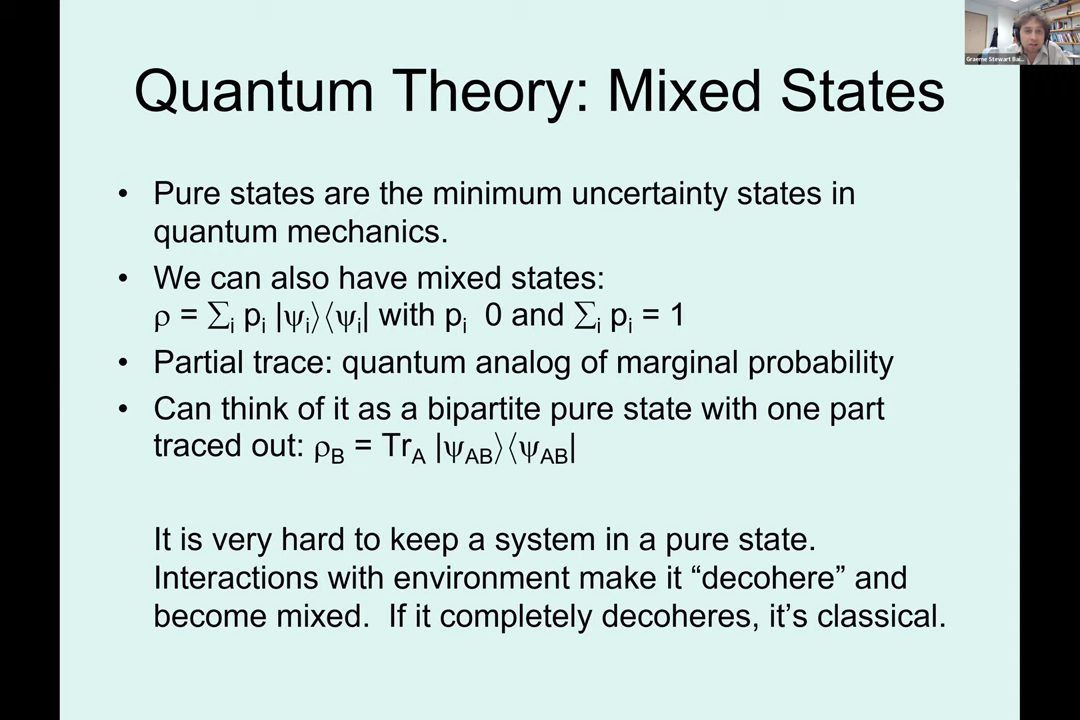 Graeme Stewart Bai...
Quantum Theory: Mixed States
• Pure states are the minimum uncertainty states in
quantum mechanics.
• We can also have mixed states:
ρ = ∑i pi |ψi⟩⟨ψi| with pi  0 and ∑i pi = 1
• Partial trace: quantum analog of marginal probability
• Can think of it as a bipartite pure state with one part
traced out: ρB = TrA |ψAB⟩⟨ψAB|
It is very hard to keep a system in a pure state.
Interactions with environment make it “decohere” and
become mixed.  If it completely decoheres, it’s classical.